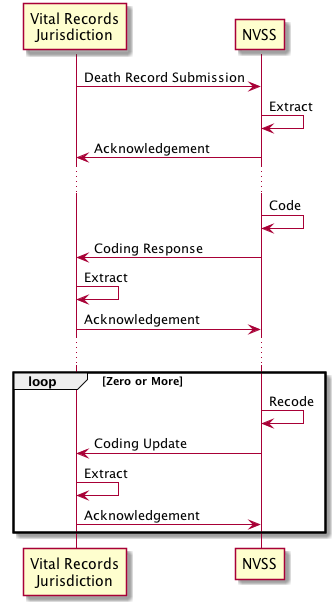 Vital Records
Jurisdiction
NVSS
Death Record Submission
Extract
Acknowledgement
Code
Coding Response
Extract
Acknowledgement
loop [Zero or More]
Recode
Coding Update
Extract
Acknowledgement
Vital Records
Jurisdiction
NVSS